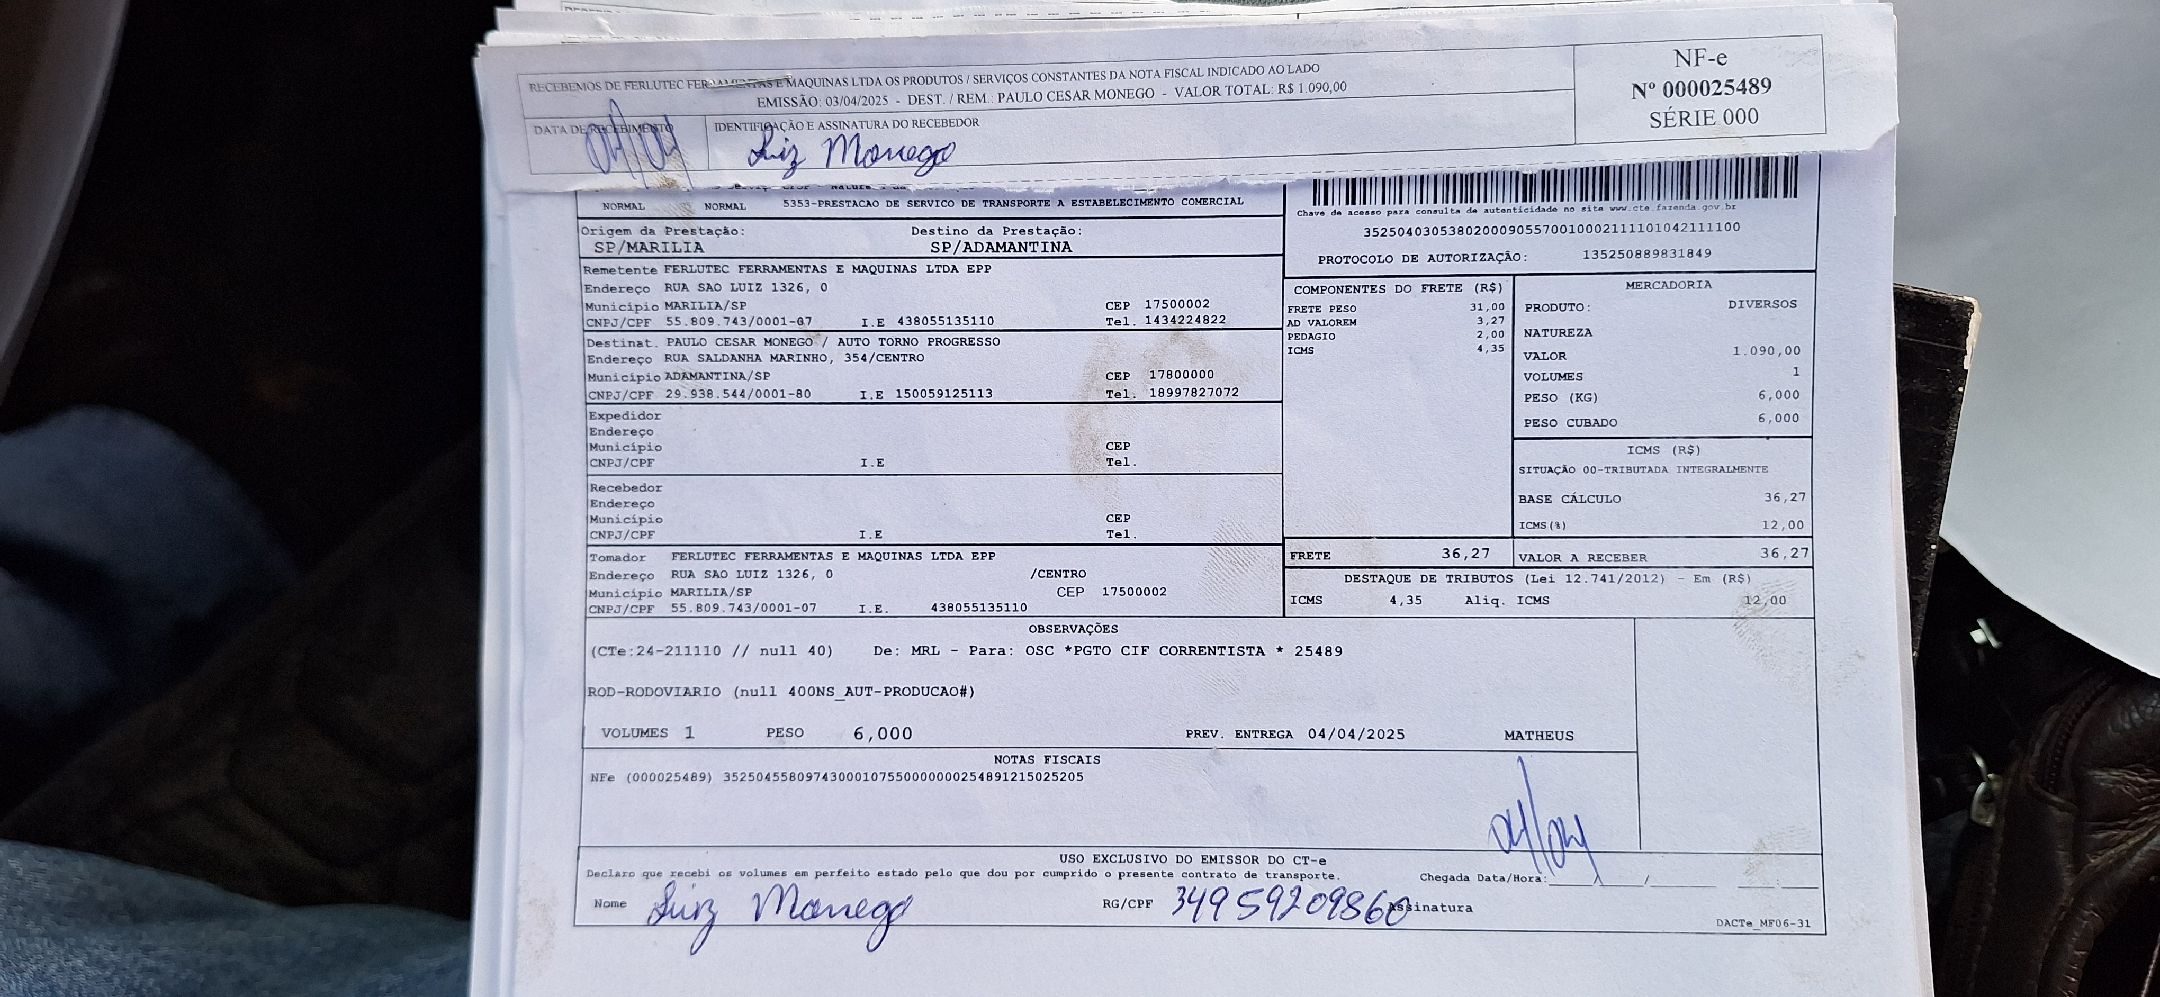 RECEBEMOS DE FERLUTEC FERRAMENTAS E MAQUINAS LTDA OS PRODUTOS / SERVIÇOS CONSTANTES DA NOTA FISCAL INDICADO AO LADO
EMISSÃO: 03/04/2025 - DEST. / REM.: PAULO CESAR MONEGO - VALOR TOTAL: R$ 1.090,00
NF-e
Nº 000025489
SÉRIE 000
DATA DE RECEBIMENTO IDENTIFICAÇÃO E ASSINATURA DO RECEBEDOR
04/04 Luiz Monego
NORMAL NORMAL 5353-PRESTACAO DE SERVICO DE TRANSPORTE A ESTABELECIMENTO COMERCIAL
Chave de acesso para consulta de autenticidade no site www.cte.fazenda.gov.br
35250403053802000905570010002111101042111100
PROTOCOLO DE AUTORIZAÇÃO: 135250889831849
Origem da Prestação: Destino da Prestação:
SP/MARILIA SP/ADAMANTINA
Remetente FERLUTEC FERRAMENTAS E MAQUINAS LTDA EPP
Endereço RUA SAO LUIZ 1326, 0
Município MARILIA/SP CEP 17500002
CNPJ/CPF 55.809.743/0001-07 I.E 438055135110 Tel. 1434224822
Destinat. PAULO CESAR MONEGO / AUTO TORNO PROGRESSO
Endereço RUA SALDANHA MARINHO, 354/CENTRO
Município ADAMANTINA/SP CEP 17800000
CNPJ/CPF 29.938.544/0001-80 I.E 150059125113 Tel. 18997827072
Expedidor
Endereço
Município CEP
CNPJ/CPF I.E Tel.
Recebedor
Endereço
Município CEP
CNPJ/CPF I.E Tel.
Tomador FERLUTEC FERRAMENTAS E MAQUINAS LTDA EPP
Endereço RUA SAO LUIZ 1326, 0 /CENTRO
Município MARILIA/SP CEP 17500002
CNPJ/CPF 55.809.743/0001-07 I.E. 438055135110
COMPONENTES DO FRETE (R$)
FRETE PESO 31,00
AD VALOREM 3,27
PEDAGIO 2,00
ICMS 4,35
MERCADORIA
PRODUTO: DIVERSOS
NATUREZA
VALOR 1.090,00
VOLUMES 1
PESO (KG) 6,000
PESO CUBADO 6,000
ICMS (R$)
SITUAÇÃO 00-TRIBUTADA INTEGRALMENTE
BASE CÁLCULO 36,27
ICMS(%) 12,00
FRETE 36,27 VALOR A RECEBER 36,27
DESTAQUE DE TRIBUTOS (Lei 12.741/2012) - Em (R$)
ICMS 4,35 Aliq. ICMS 12,00
OBSERVAÇÕES
(CTe:24-211110 // null 40) De: MRL - Para: OSC *PGTO CIF CORRENTISTA * 25489
ROD-RODOVIARIO (null 400NS_AUT-PRODUCAO#)
VOLUMES 1 PESO 6,000 PREV. ENTREGA 04/04/2025 MATHEUS
NOTAS FISCAIS
NFe (000025489) 35250455809743000107550000000254891215025205
04/04
USO EXCLUSIVO DO EMISSOR DO CT-e
Declaro que recebi os volumes em perfeito estado pelo que dou por cumprido o presente contrato de transporte. Chegada Data/Hora:
Nome Luiz Monego RG/CPF 34959209860 Assinatura
DACTe_MF06-31